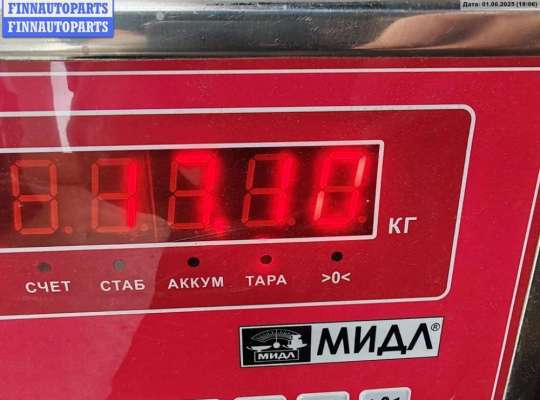 FINNAUTOPARTS
FINNAUTOPARTS
Дата: 01.06.2025 (18:06)
КГ
СЧЕТ СТАБ АККУМ ТАРА >0<
МИДЛ МИДЛ®